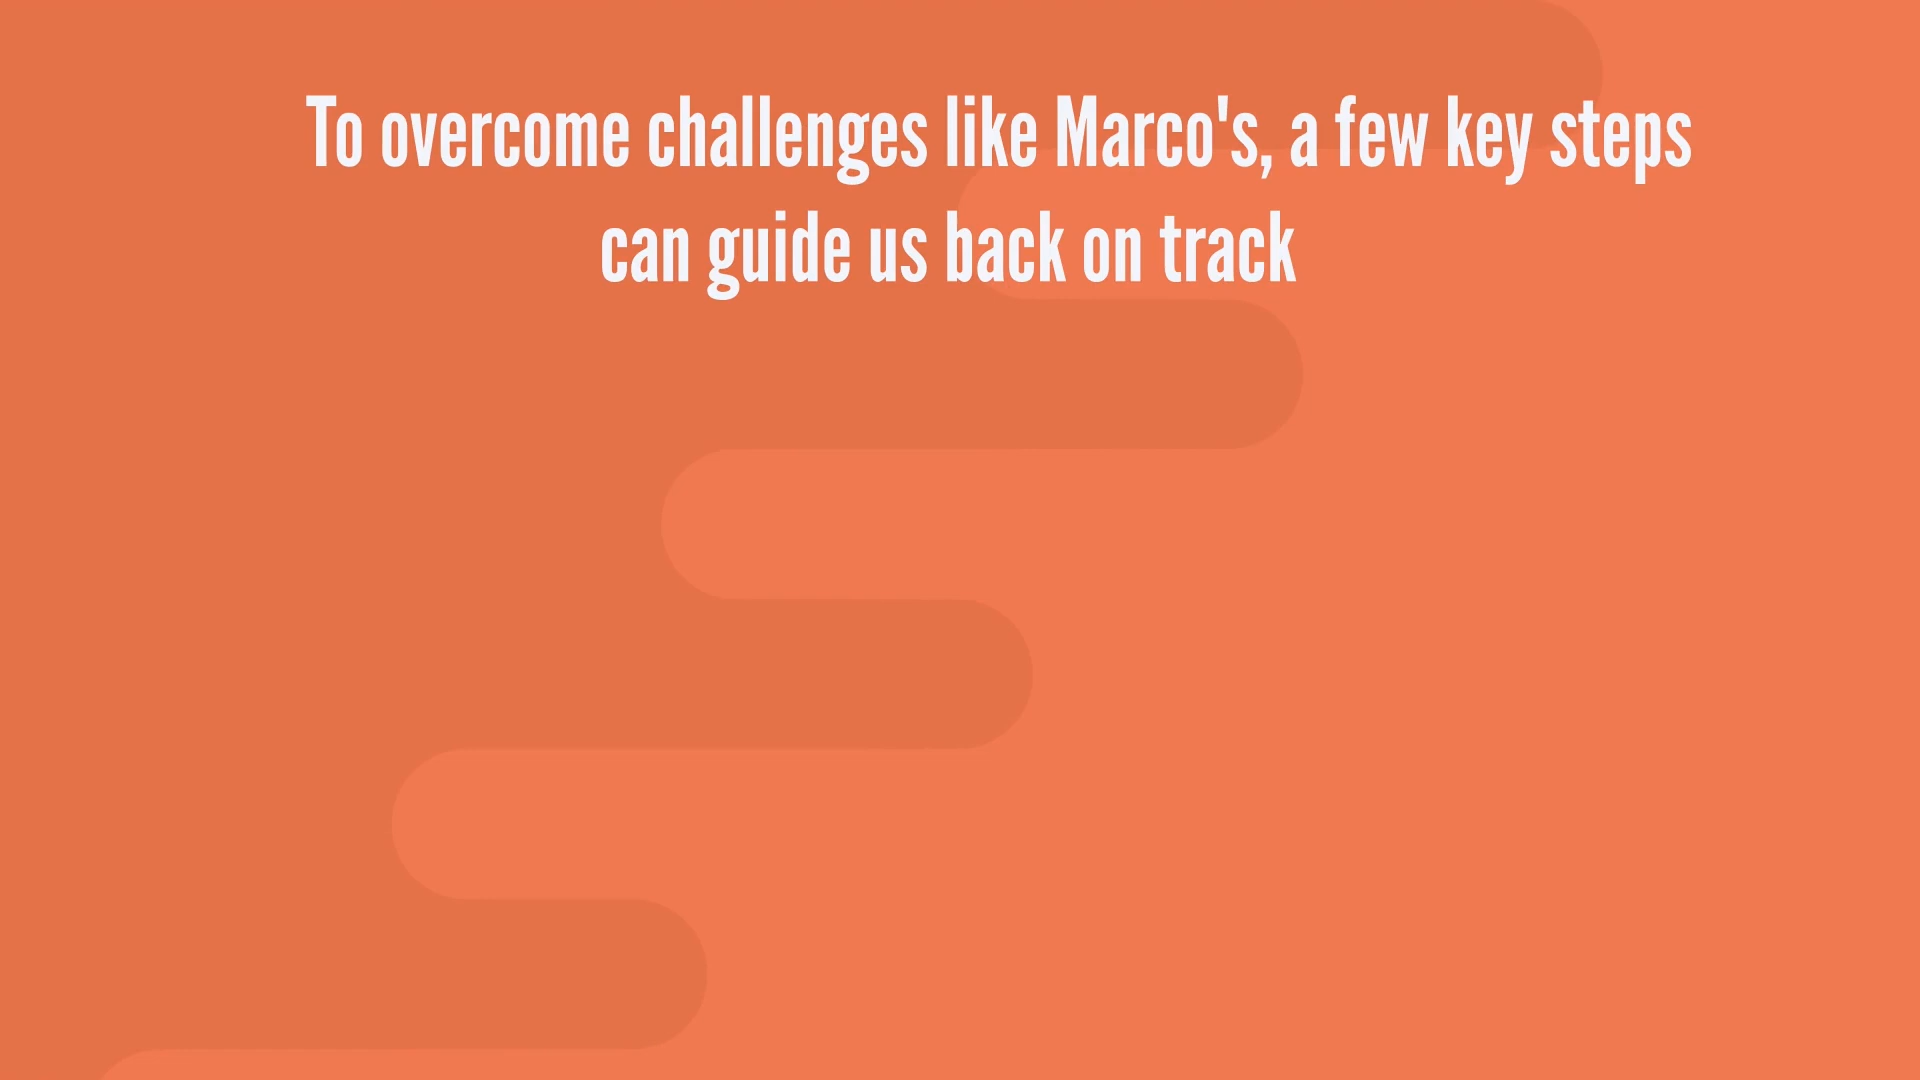 To overcome challenges like Marco's, a few key steps
can guide us back on track